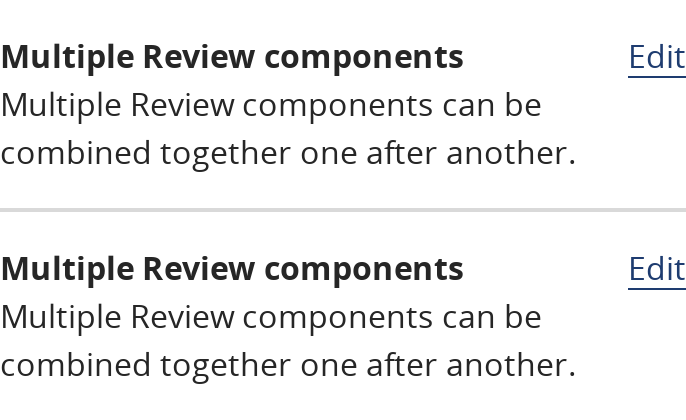 Multiple Review components Edit
Multiple Review components can be
combined together one after another.
Multiple Review components Edit
Multiple Review components can be
combined together one after another.